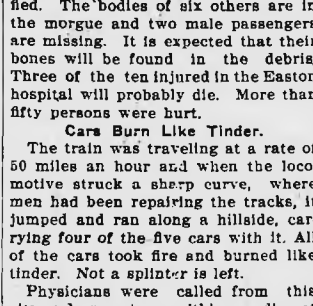 fied. The bodies of six others are in
the morgue and two male passengers
are missing. It is expected that their
bones will be found in the debris
Three of the ten injured in the Easton
hospital will probably die. More than
fifty persons were hurt.
Cars Burn Like Tinder.
The train was traveling at a rate of
50 miles an hour and when the loco
motive struck a sharp curve, where
men had been repairing the tracks, it
jumped and ran along a hillside, car
rying four of the five cars with it. All
of the cars took fire and burned like
tinder. Not a splinter is left.
Physicians were called from this